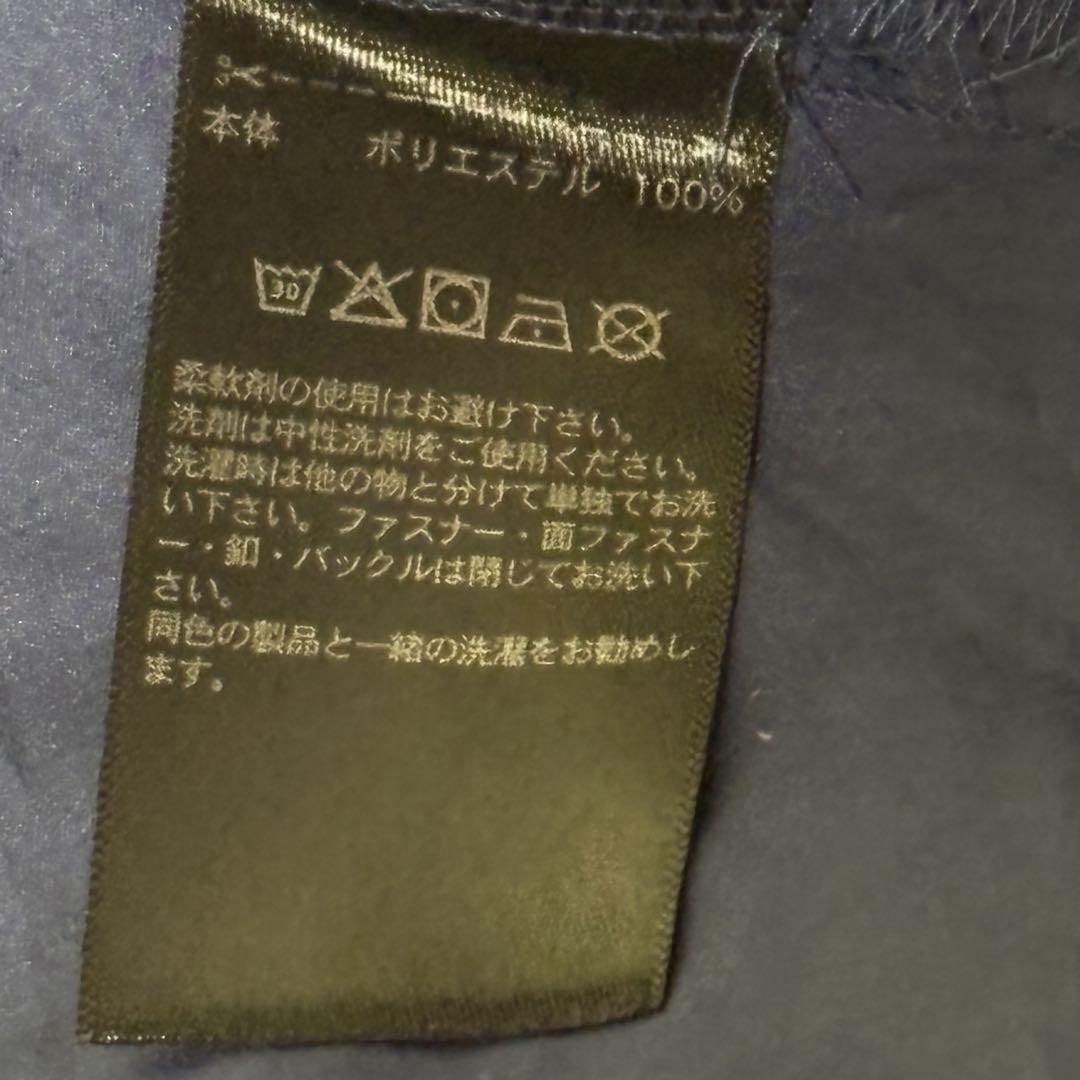 本体 ポリエステル 100%
30
柔軟剤の使用はお避け下さい。
洗剤は中性洗剤をご使用ください。
洗濯時は他の物と分けて単独でお洗
い下さい。ファスナー・面ファスナ
ー・釦・バックルは閉じてお洗い下
さい。
同色の製品と一緒の洗濯をお勧めし
ます。